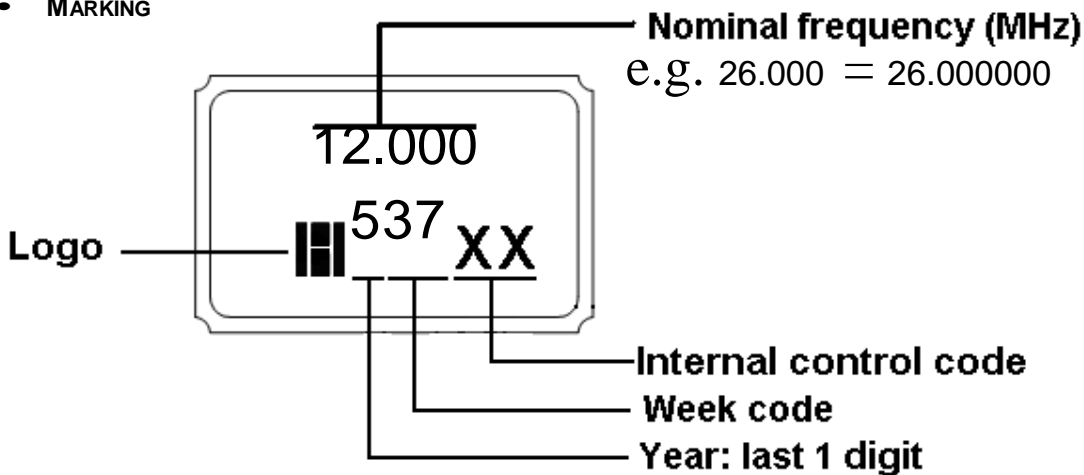 • MARKING
Nominal frequency (MHz)
e.g. 26.000 = 26.000000
12.000
537
XX
Logo
Internal control code
Week code
Year: last 1 digit